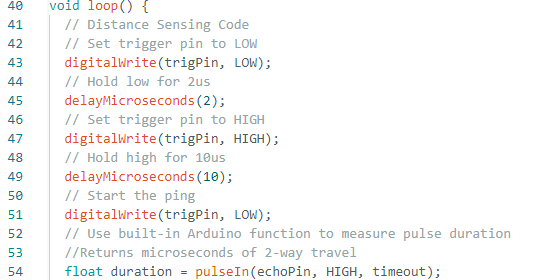 40 void loop() {
41 // Distance Sensing Code
42 // Set trigger pin to LOW
43 digitalWrite(trigPin, LOW);
44 // Hold low for 2us
45 delayMicroseconds(2);
46 // Set trigger pin to HIGH
47 digitalWrite(trigPin, HIGH);
48 // Hold high for 10us
49 delayMicroseconds(10);
50 // Start the ping
51 digitalWrite(trigPin, LOW);
52 // Use built-in Arduino function to measure pulse duration
53 //Returns microseconds of 2-way travel
54 float duration = pulseIn(echoPin, HIGH, timeout);